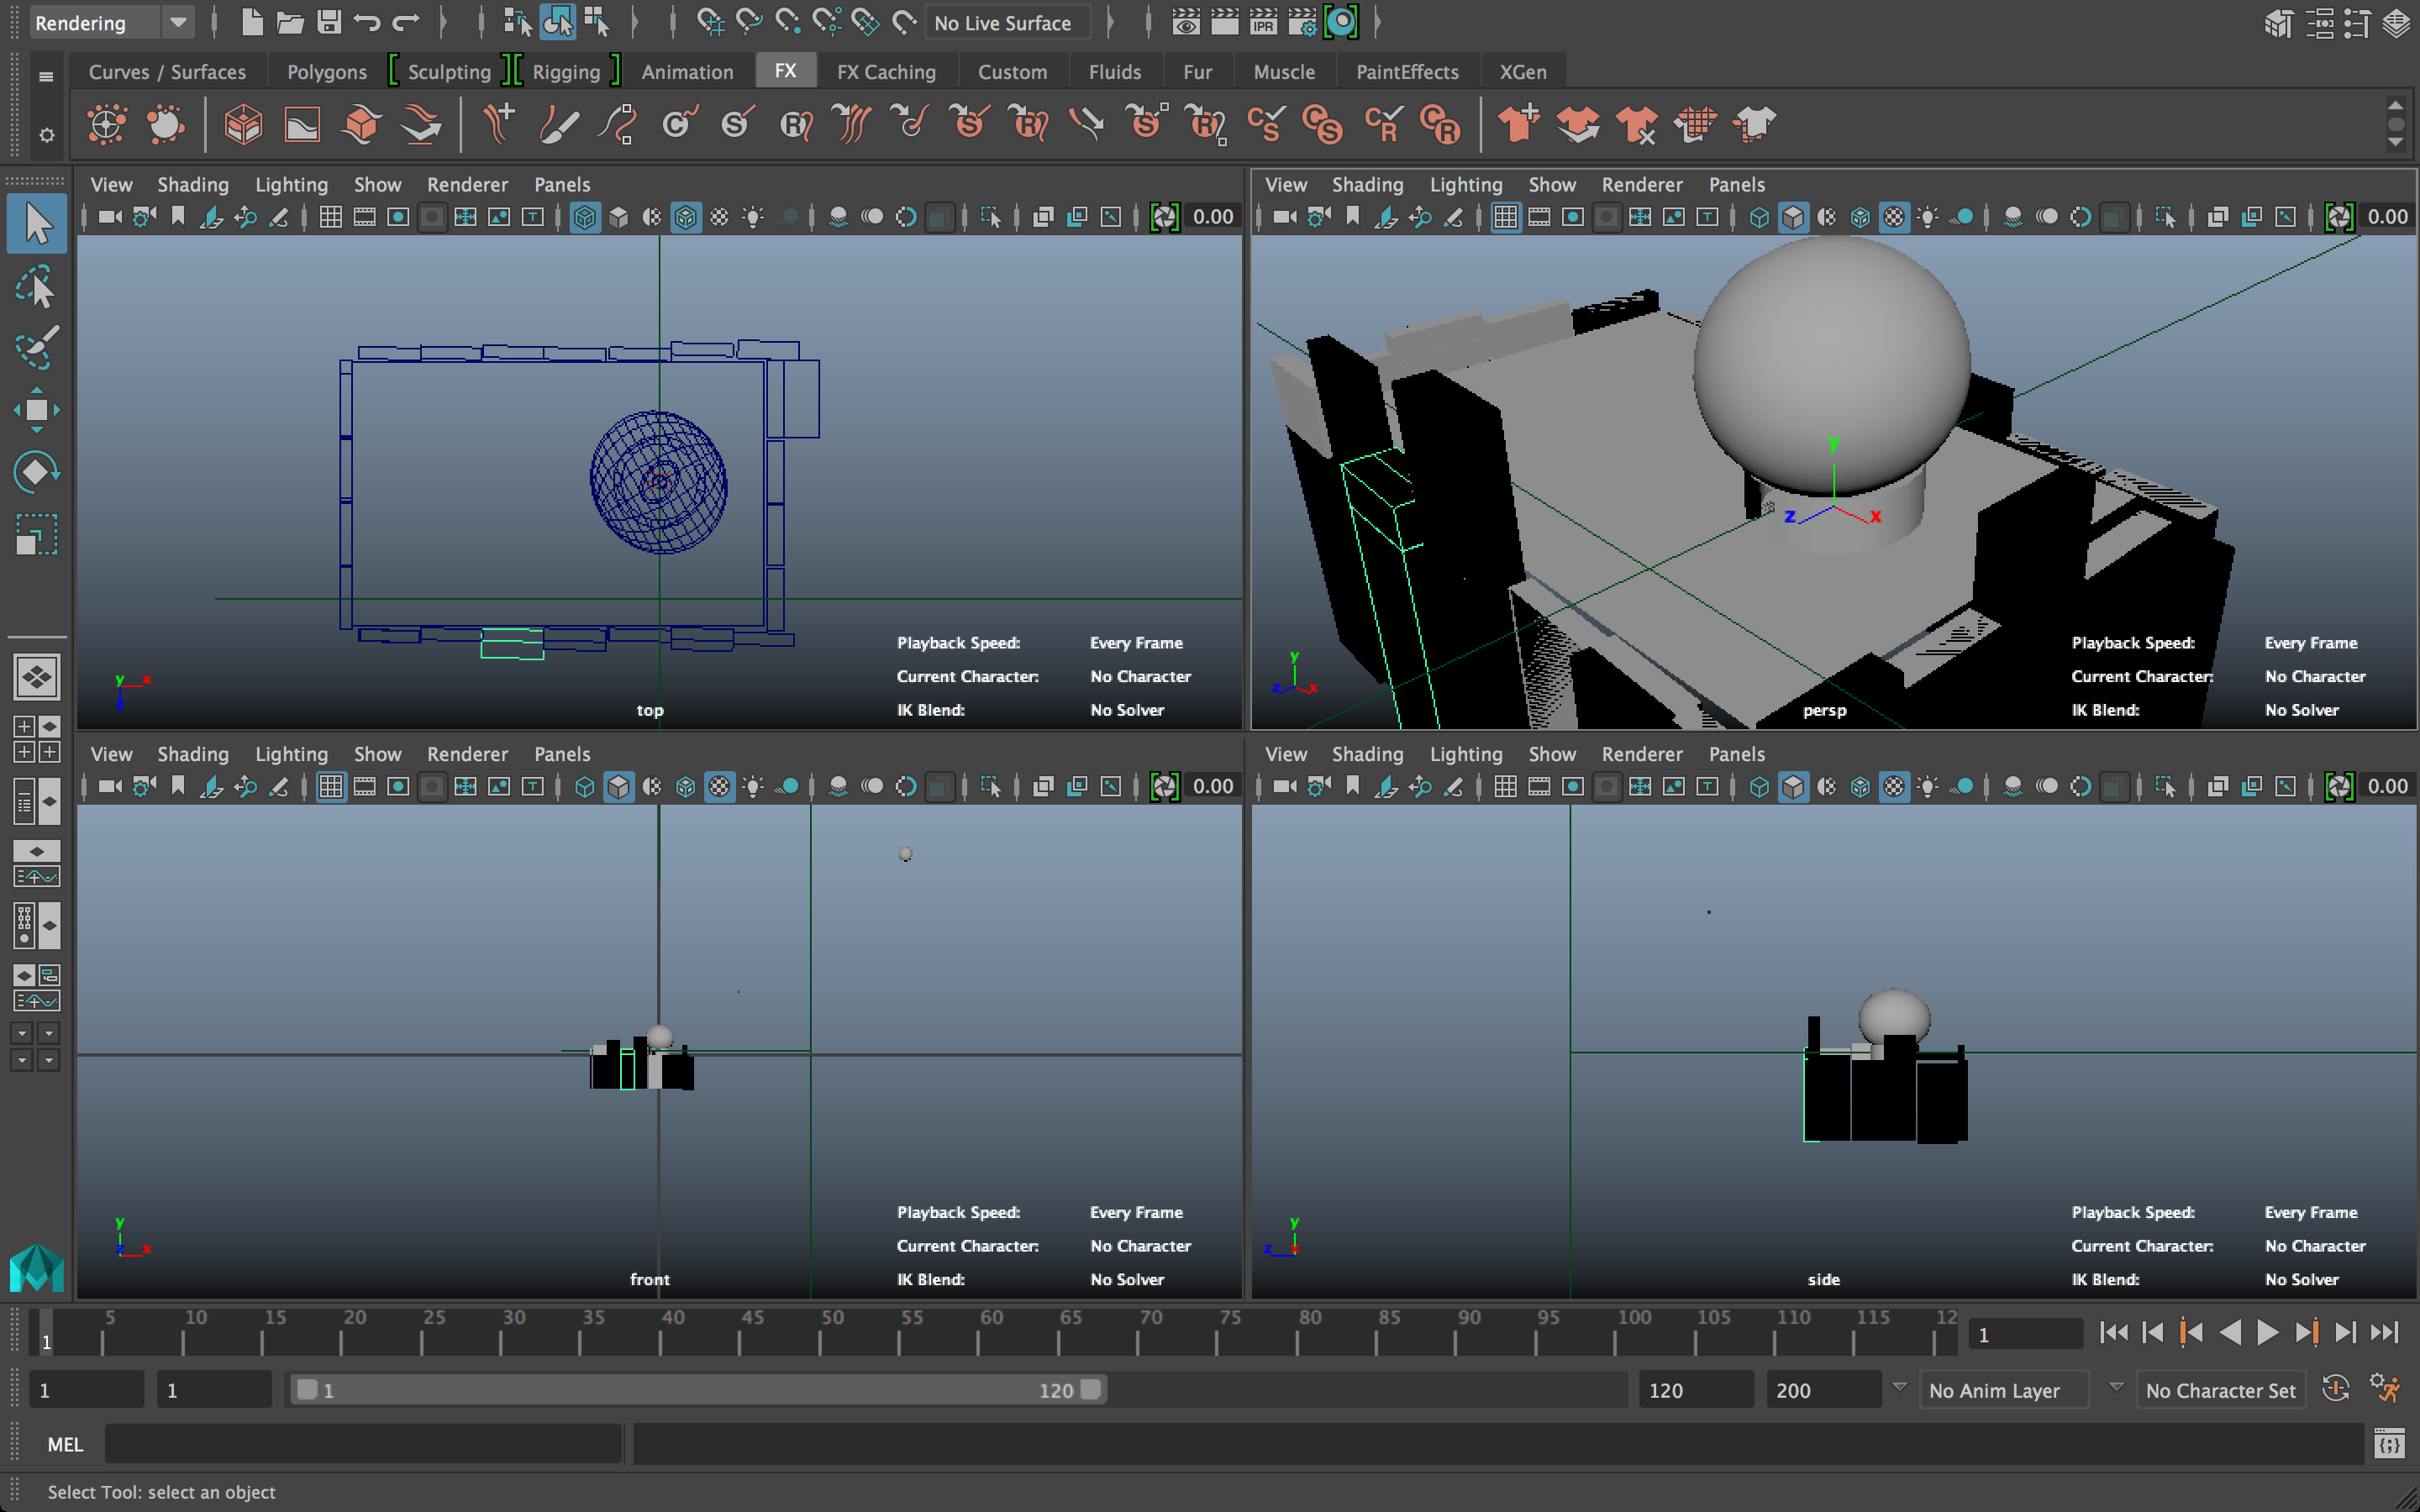 Rendering No Live Surface IPR
Curves / Surfaces Polygons Sculpting Rigging Animation FX FX Caching Custom Fluids Fur Muscle PaintEffects XGen
View Shading Lighting Show Renderer Panels
0.00
Playback Speed: Every Frame
Current Character: No Character
IK Blend: No Solver
top
y x z
View Shading Lighting Show Renderer Panels
0.00
y
z x
Playback Speed: Every Frame
Current Character: No Character
IK Blend: No Solver
persp
y
z x
View Shading Lighting Show Renderer Panels
0.00
Playback Speed: Every Frame
Current Character: No Character
IK Blend: No Solver
front
y
z x
View Shading Lighting Show Renderer Panels
0.00
Playback Speed: Every Frame
Current Character: No Character
IK Blend: No Solver
side
y
z x
5 10 15 20 25 30 35 40 45 50 55 60 65 70 75 80 85 90 95 100 105 110 115 12
1 1
1 1 1 120 120 200 No Anim Layer No Character Set
MEL
Select Tool: select an object